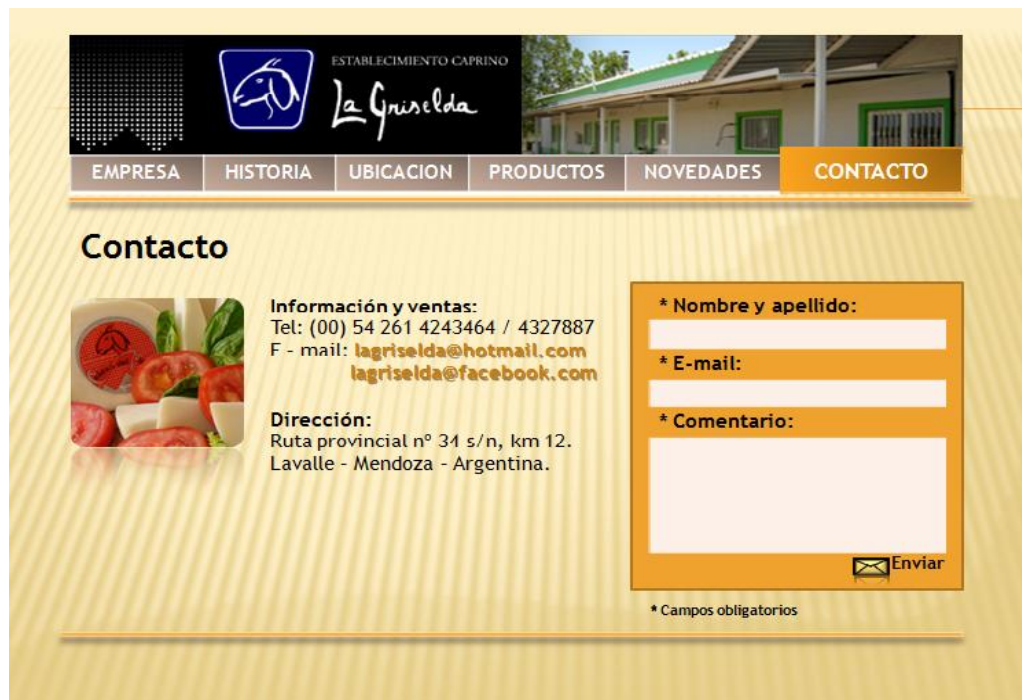 ESTABLECIMIENTO CAPRINO
La Griselda
EMPRESA HISTORIA UBICACION PRODUCTOS NOVEDADES CONTACTO
Contacto
Información y ventas:
Tel: (00) 54 261 4243464 / 4327887
E - mail: lagriselda@hotmail.com
lagriselda@facebook.com
Dirección:
Ruta provincial nº 34 s/n, km 12.
Lavalle - Mendoza - Argentina.
* Nombre y apellido:
* E-mail:
* Comentario:
Enviar
* Campos obligatorios